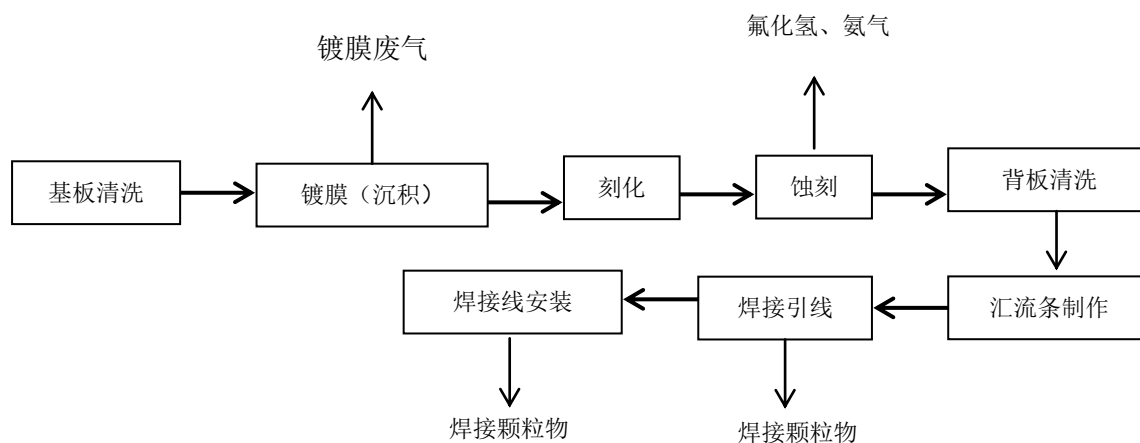 氟化氢、氨气
镀膜废气
基板清洗
镀膜（沉积）
刻化
蚀刻
背板清洗
焊接线安装
焊接引线
汇流条制作
焊接颗粒物
焊接颗粒物